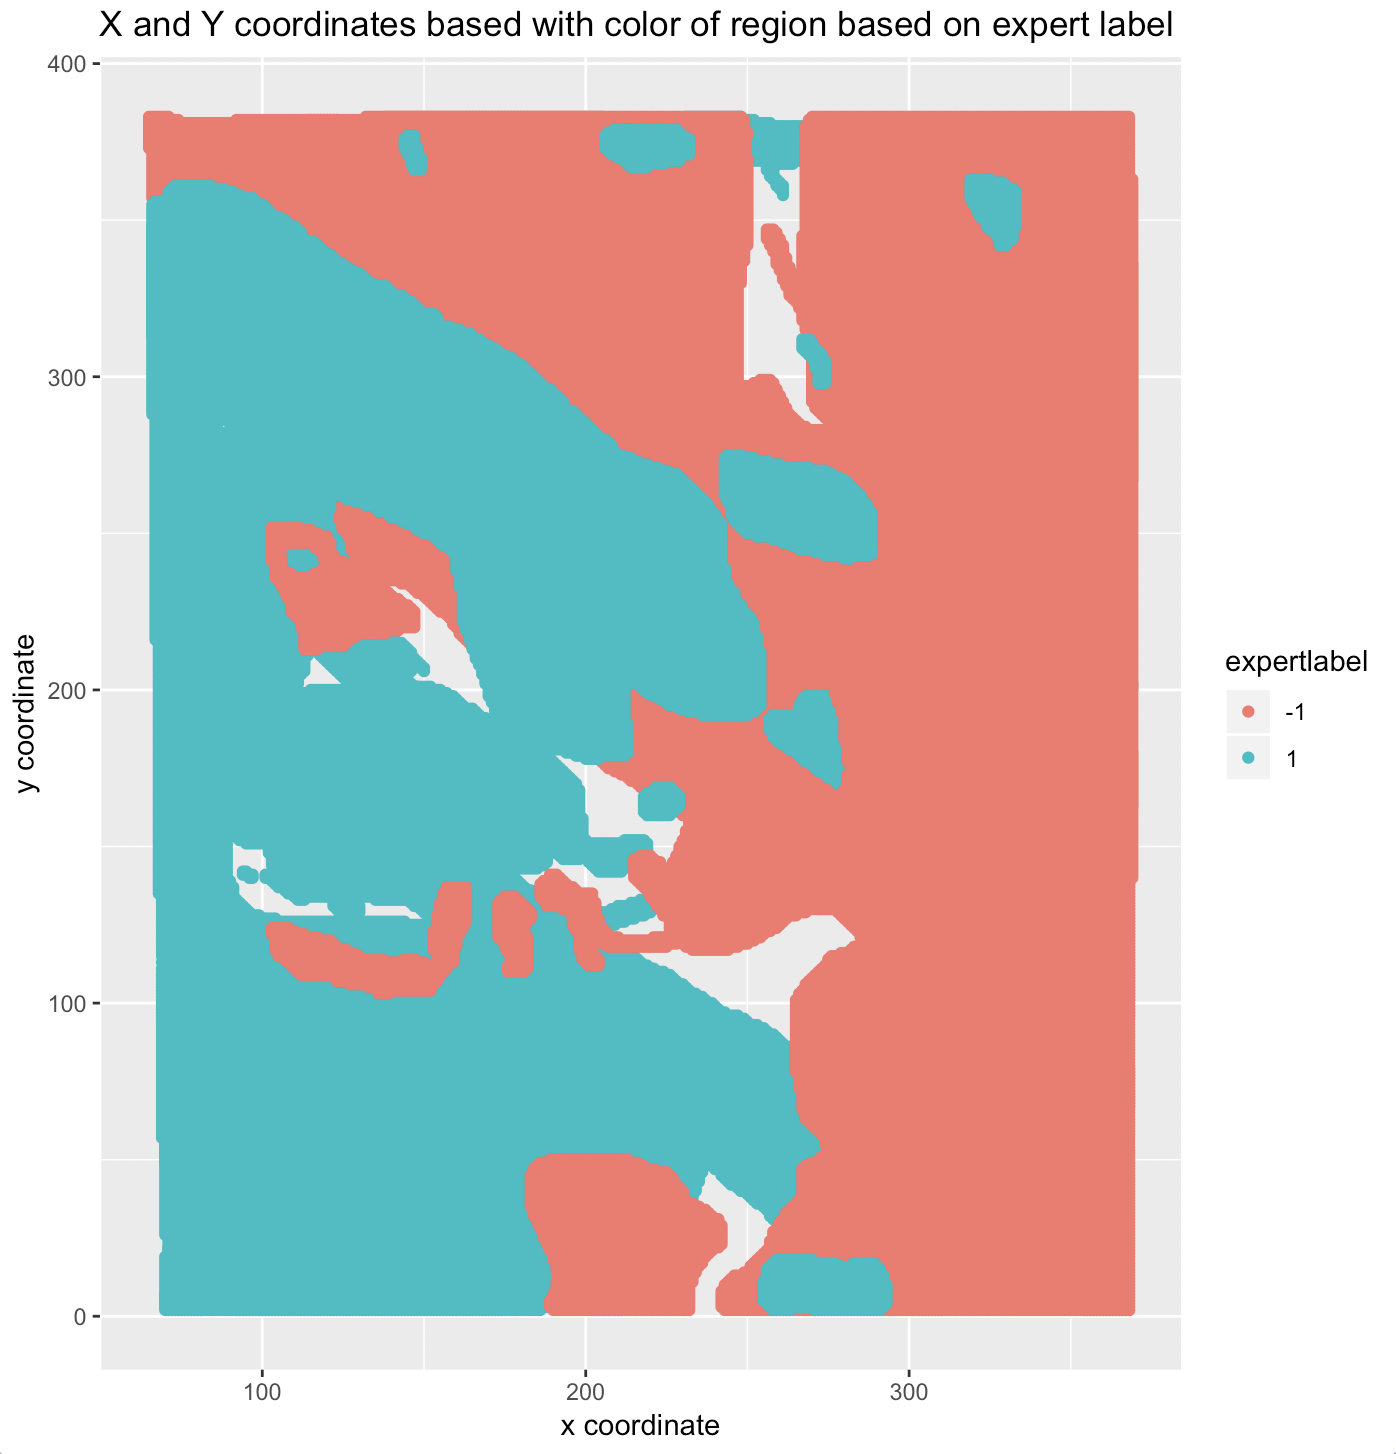 X and Y coordinates based with color of region based on expert label
400
300
200
100
0
y coordinate
100
200
300
x coordinate
expertlabel
-1
1